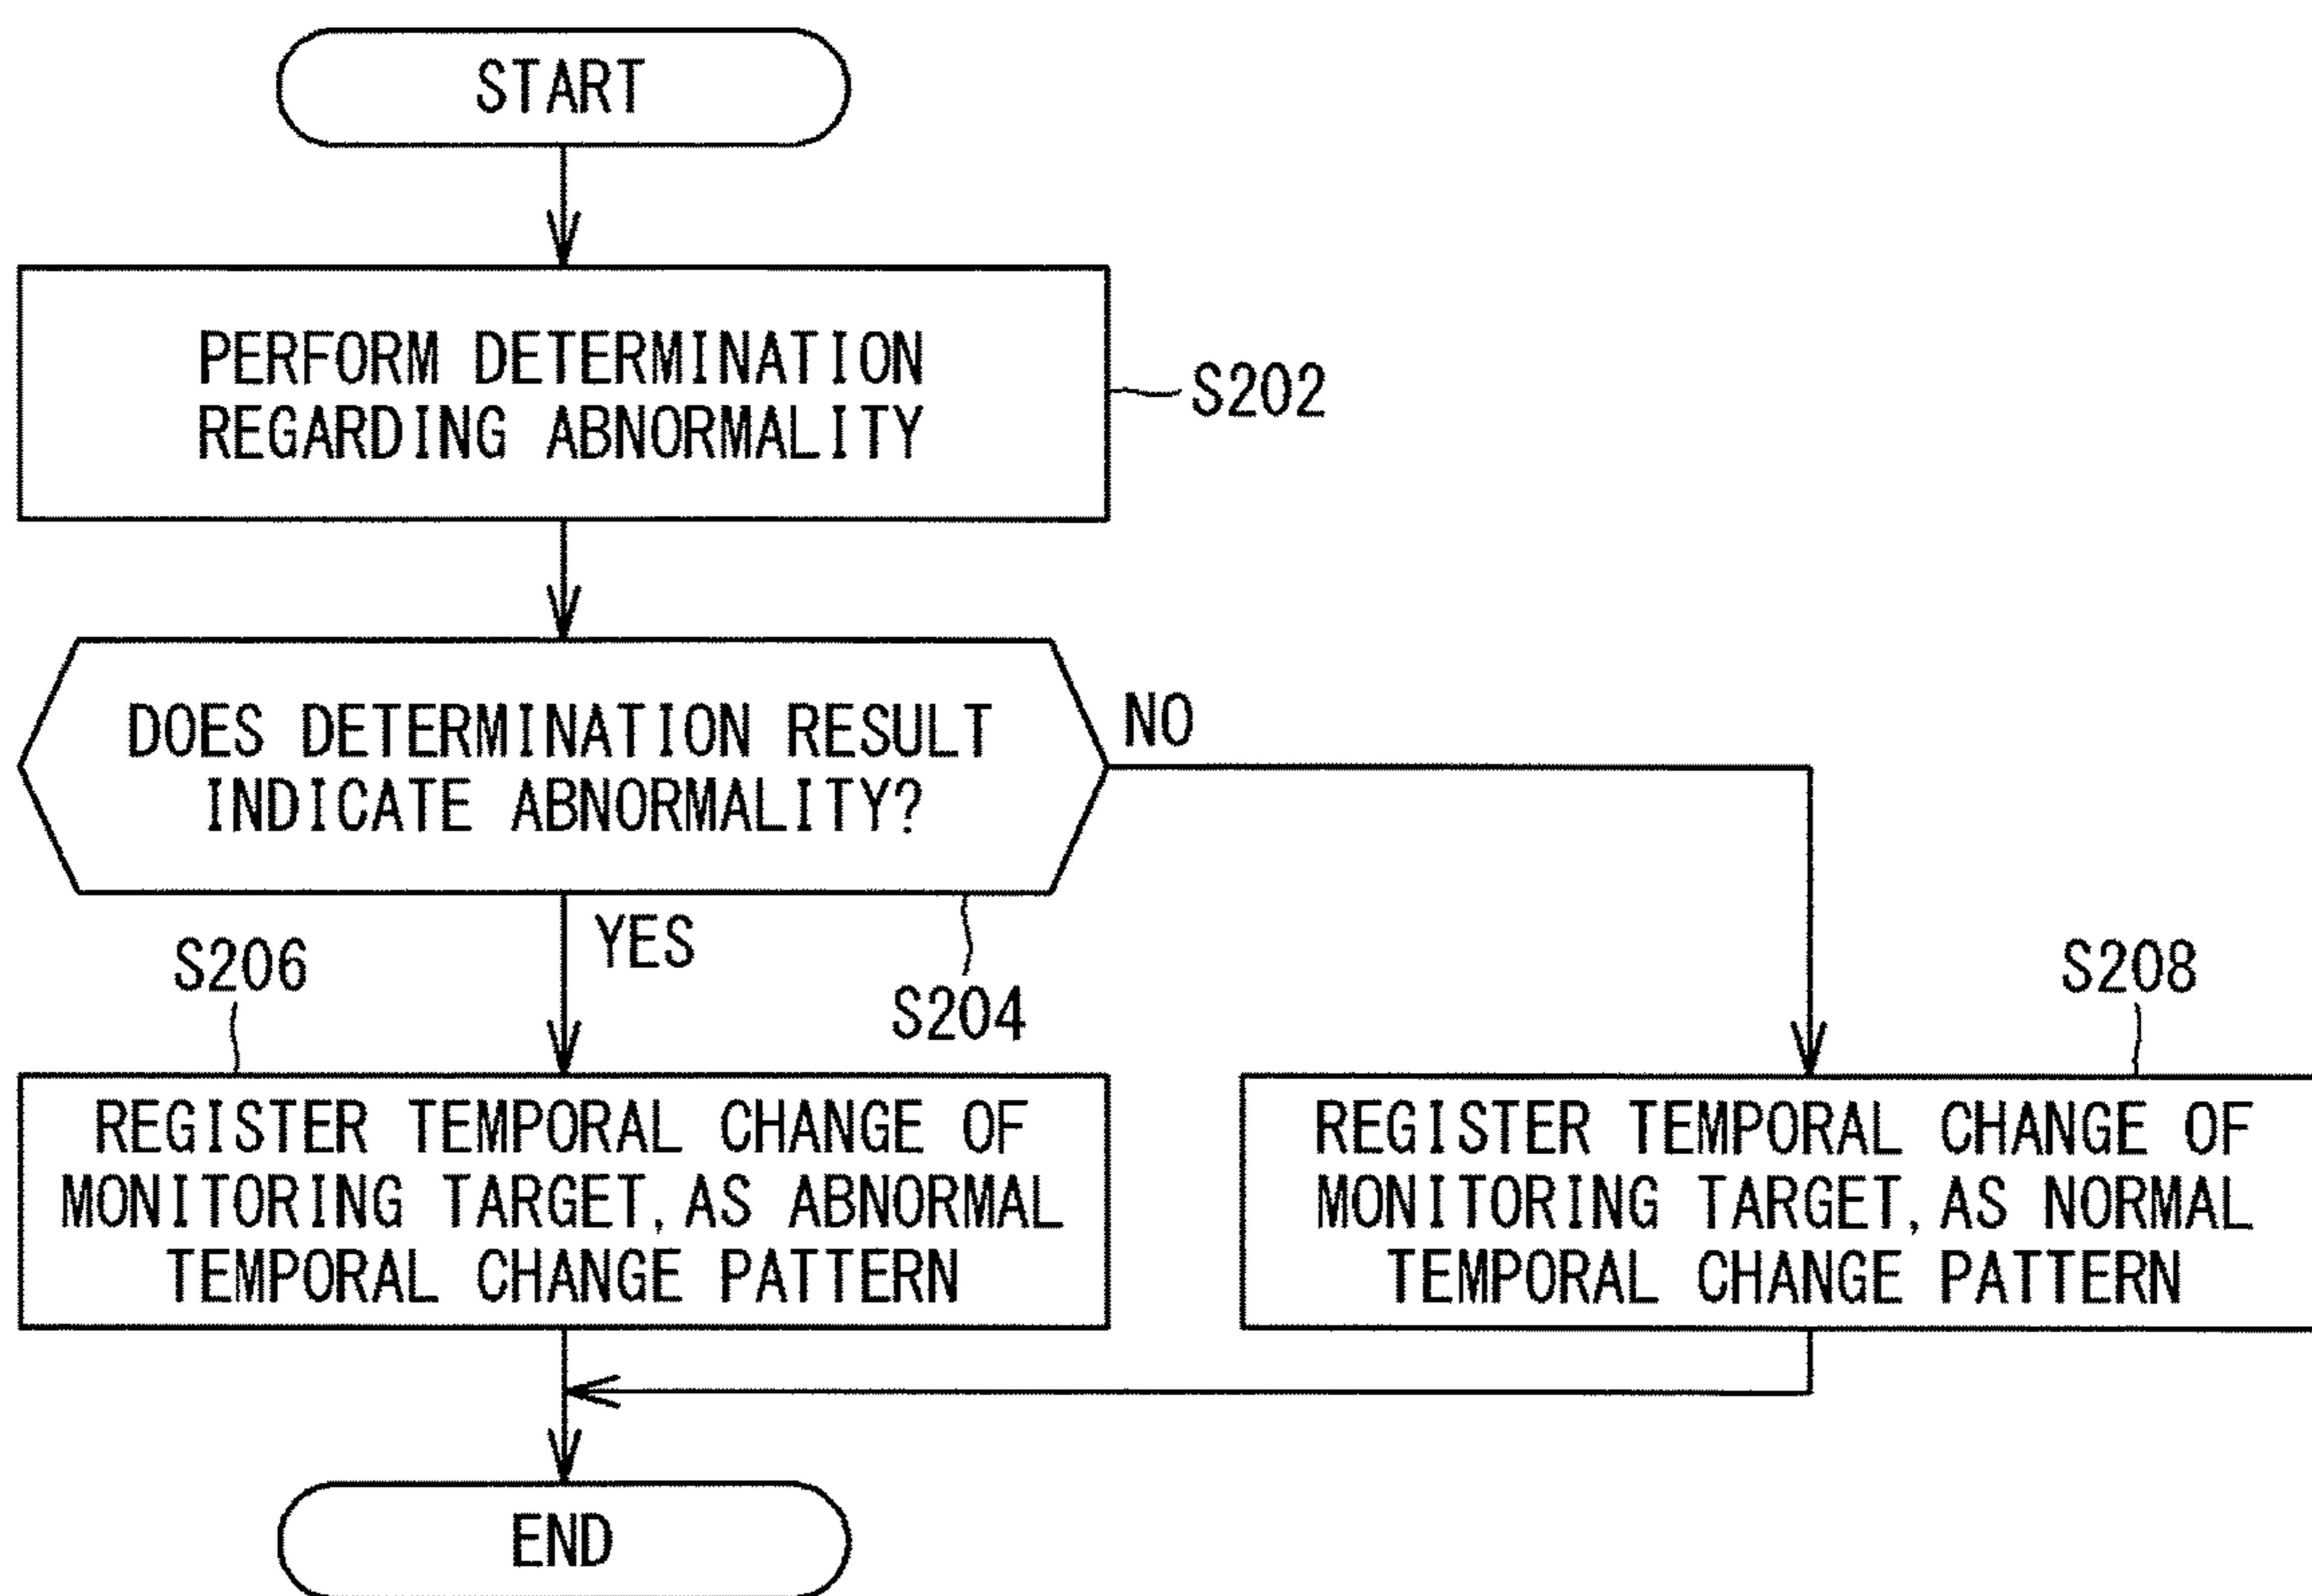 START
PERFORM DETERMINATION
REGARDING ABNORMALITY
S202
DOES DETERMINATION RESULT
INDICATE ABNORMALITY?
NO
YES
S204
S206
S208
REGISTER TEMPORAL CHANGE OF
MONITORING TARGET, AS ABNORMAL
TEMPORAL CHANGE PATTERN
REGISTER TEMPORAL CHANGE OF
MONITORING TARGET, AS NORMAL
TEMPORAL CHANGE PATTERN
END